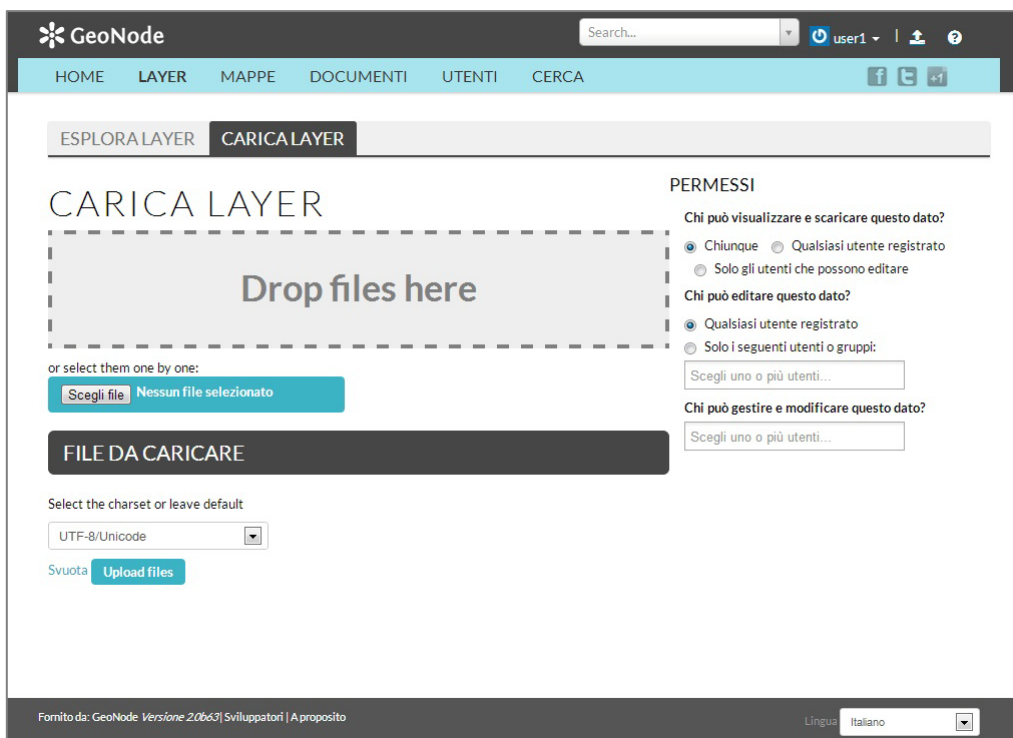 GeoNode
Search...
user1
HOME LAYER MAPPE DOCUMENTI UTENTI CERCA
f t +1
ESPLORA LAYER CARICA LAYER
CARICA LAYER
Drop files here
or select them one by one:
Scegli file Nessun file selezionato
FILE DA CARICARE
Select the charset or leave default
UTF-8/Unicode
Svuota Upload files
PERMESSI
Chi può visualizzare e scaricare questo dato?
Chiunque Qualsiasi utente registrato
Solo gli utenti che possono editare
Chi può editare questo dato?
Qualsiasi utente registrato
Solo i seguenti utenti o gruppi:
Scegli uno o più utenti...
Chi può gestire e modificare questo dato?
Scegli uno o più utenti...
Fornito da: GeoNode Versione 2.0b63| Sviluppatori | A proposito
Lingua Italiano